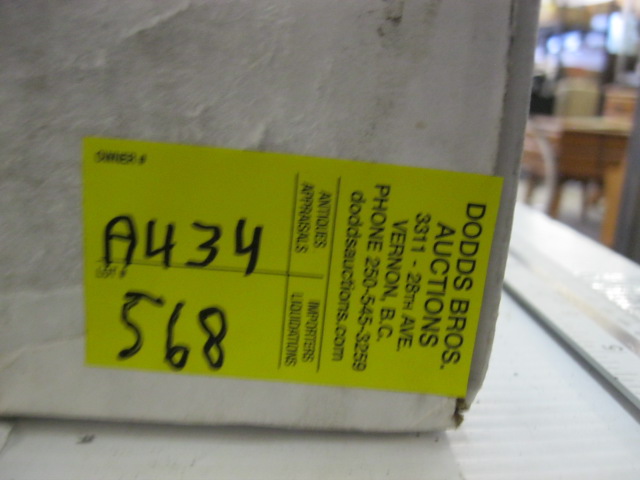 OWNER #
A434
LOT #
568
ANTIQUES
APPRAISALS
IMPORTERS
LIQUIDATIONS
DODDS BROS.
AUCTIONS
3311 - 28TH AVE.
VERNON, B.C.
PHONE 250-545-3259
doddsauctions.com